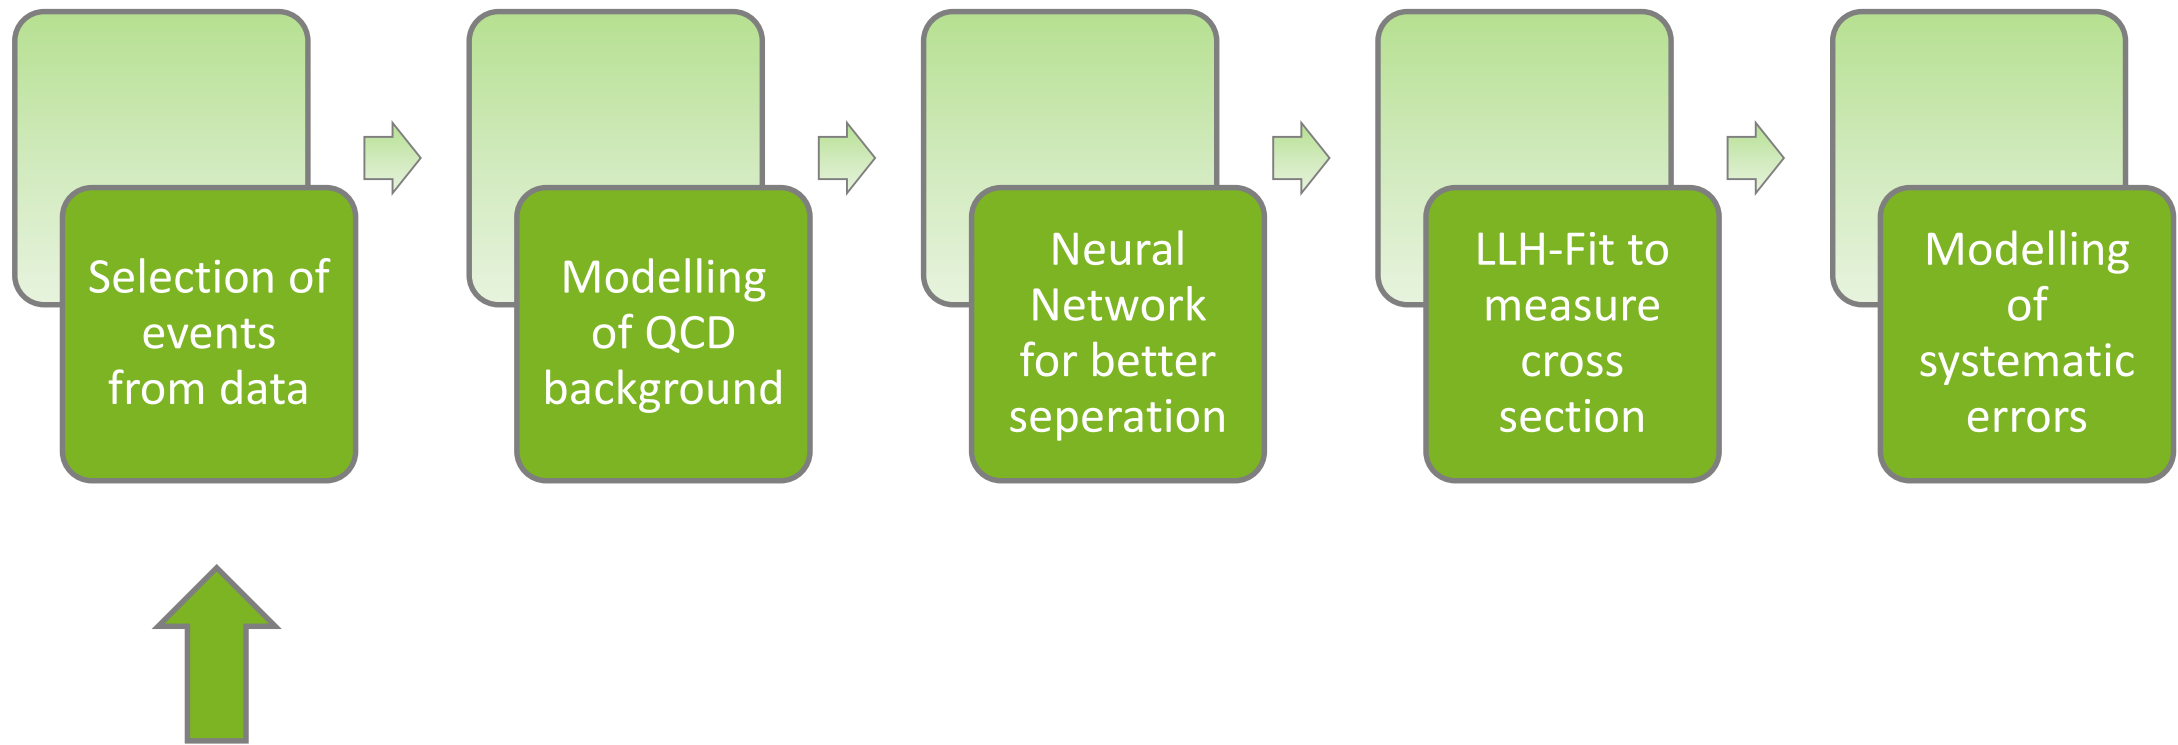 Selection of
events
from data
Modelling
of QCD
background
Neural
Network
for better
seperation
LLH-Fit to
measure
cross
section
Modelling
of
systematic
errors